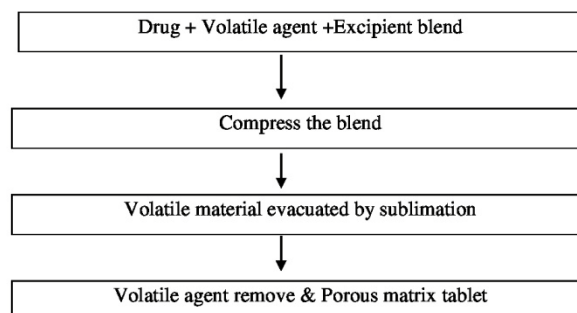 Drug + Volatile agent +Excipient blend
Compress the blend
Volatile material evacuated by sublimation
Volatile agent remove & Porous matrix tablet